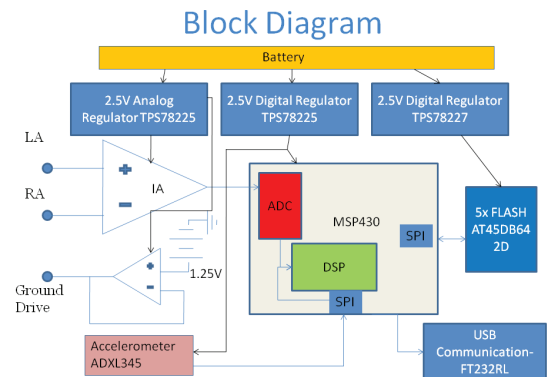 Block Diagram
Battery
2.5V Analog
Regulator TPS78225
2.5V Digital Regulator
TPS78225
2.5V Digital Regulator
TPS78227
LA
RA
+
−
IA
ADC
MSP430
SPI
5x FLASH
AT45DB64
2D
DSP
SPI
+
−
1.25V
Ground
Drive
Accelerometer
ADXL345
USB
Communication-
FT232RL